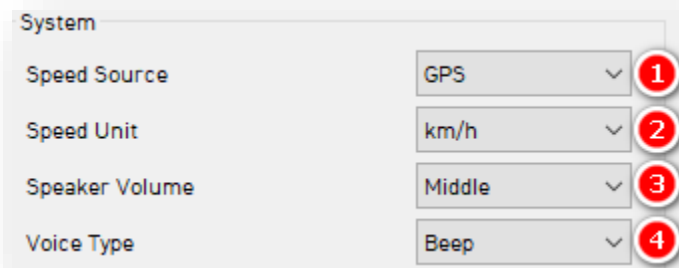 System
Speed Source GPS 1
Speed Unit km/h 2
Speaker Volume Middle 3
Voice Type Beep 4